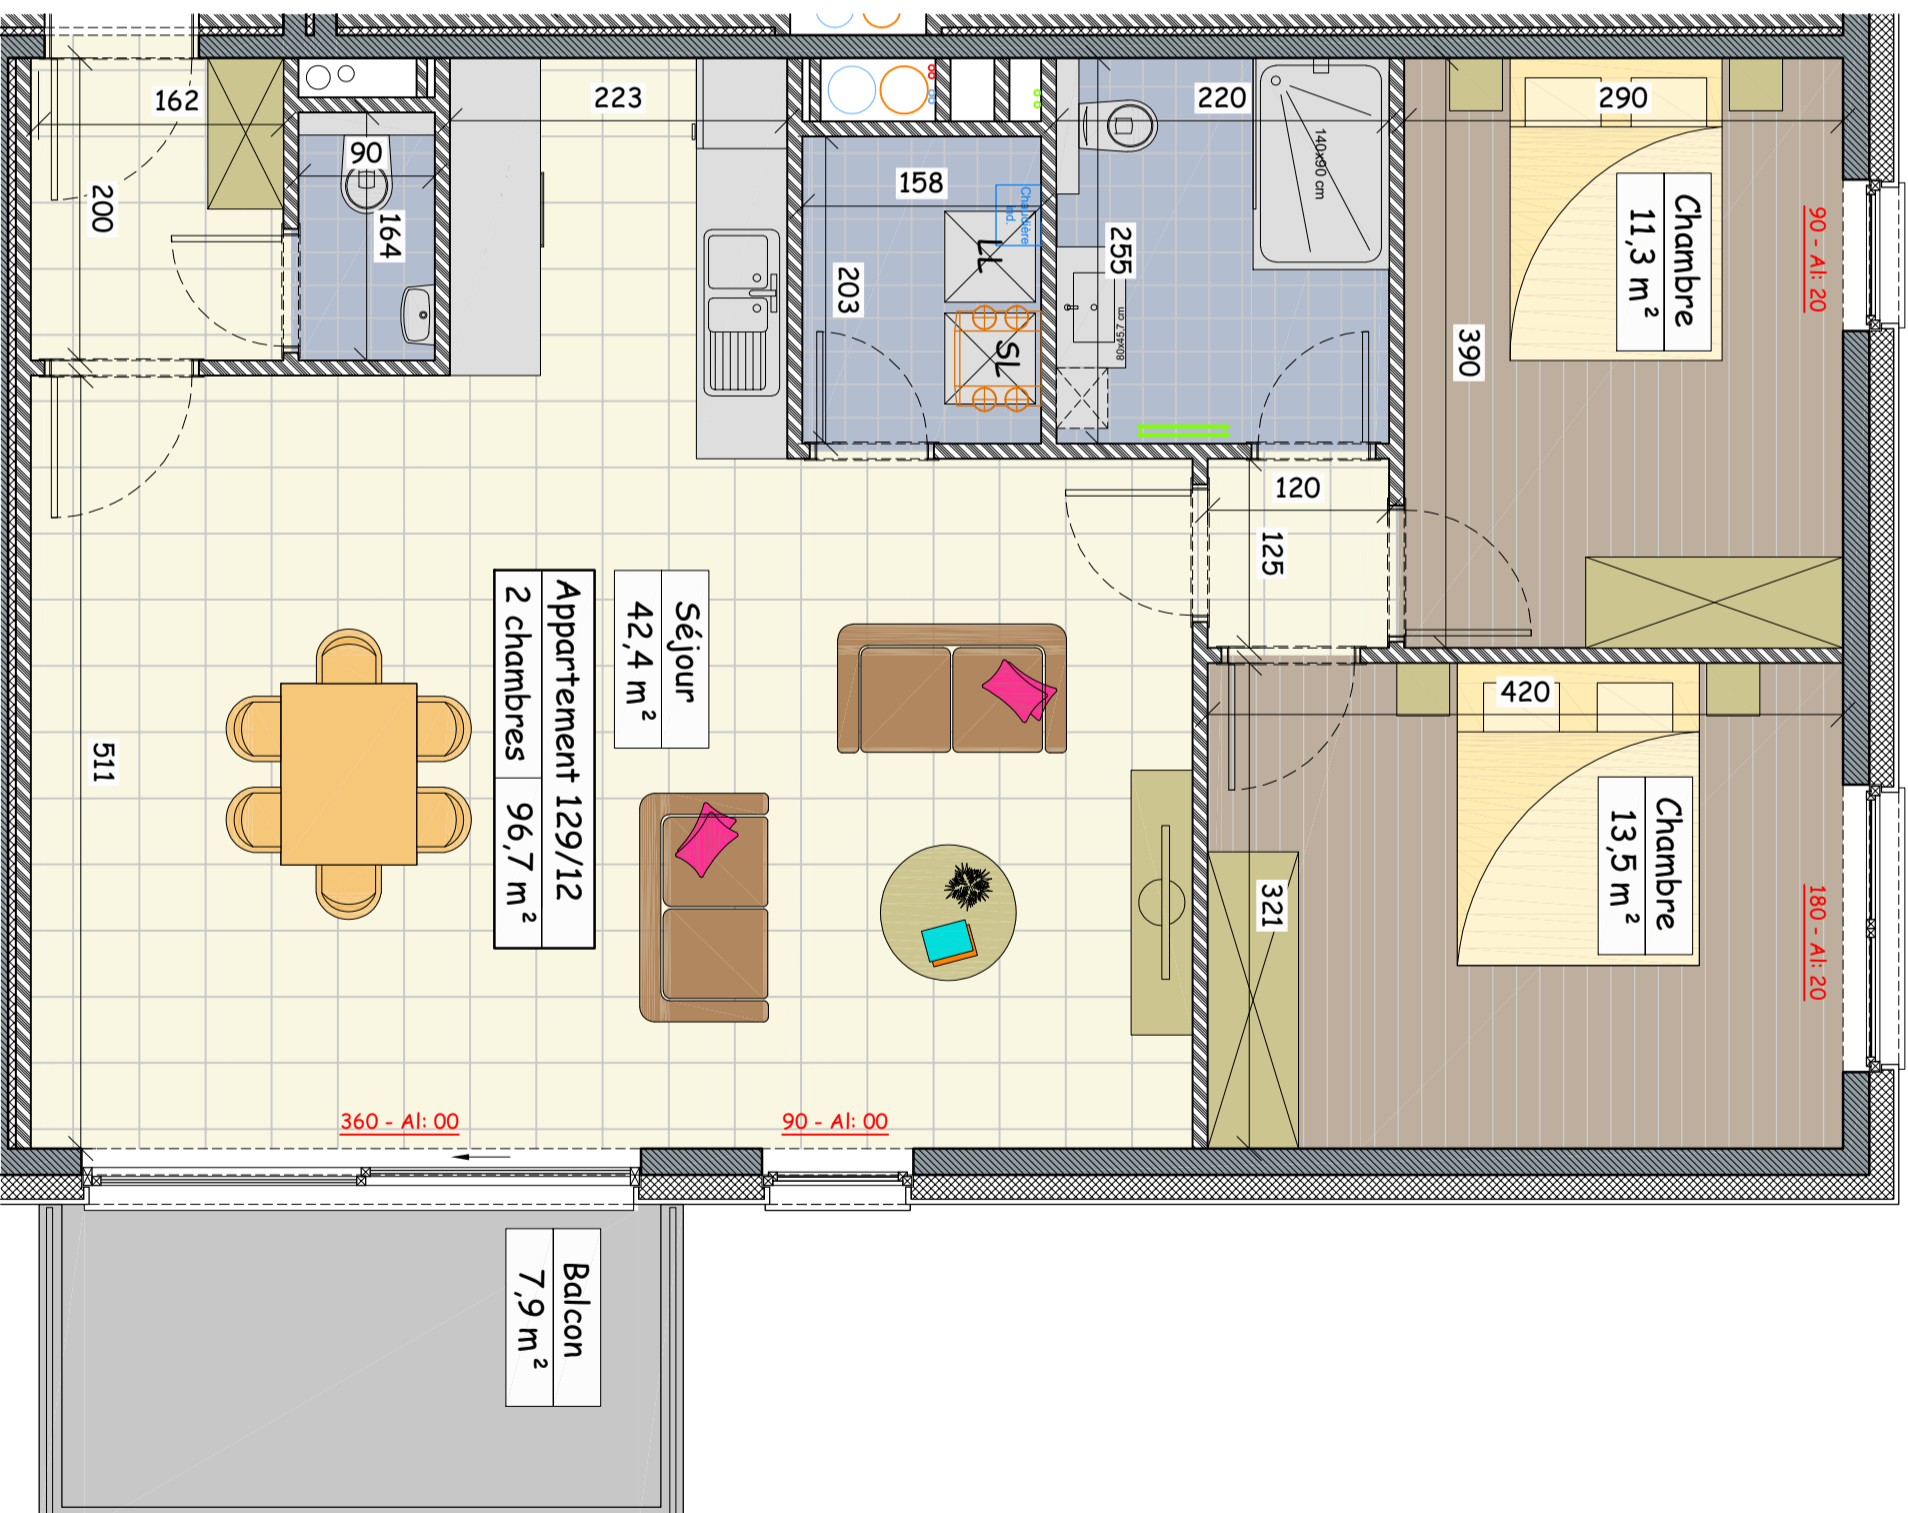 162
223
220
290
90
158
140x90 cm
200
164
Chaudière
ind.
LL
203
255
Chambre
11,3 m²
90 - Al: 20
80x45.7 cm
SL
390
120
125
Séjour
42,4 m²
Appartement 129/12
2 chambres
96,7 m²
420
511
Chambre
13,5 m²
321
180 - Al: 20
360 - Al: 00
90 - Al: 00
Balcon
7,9 m²